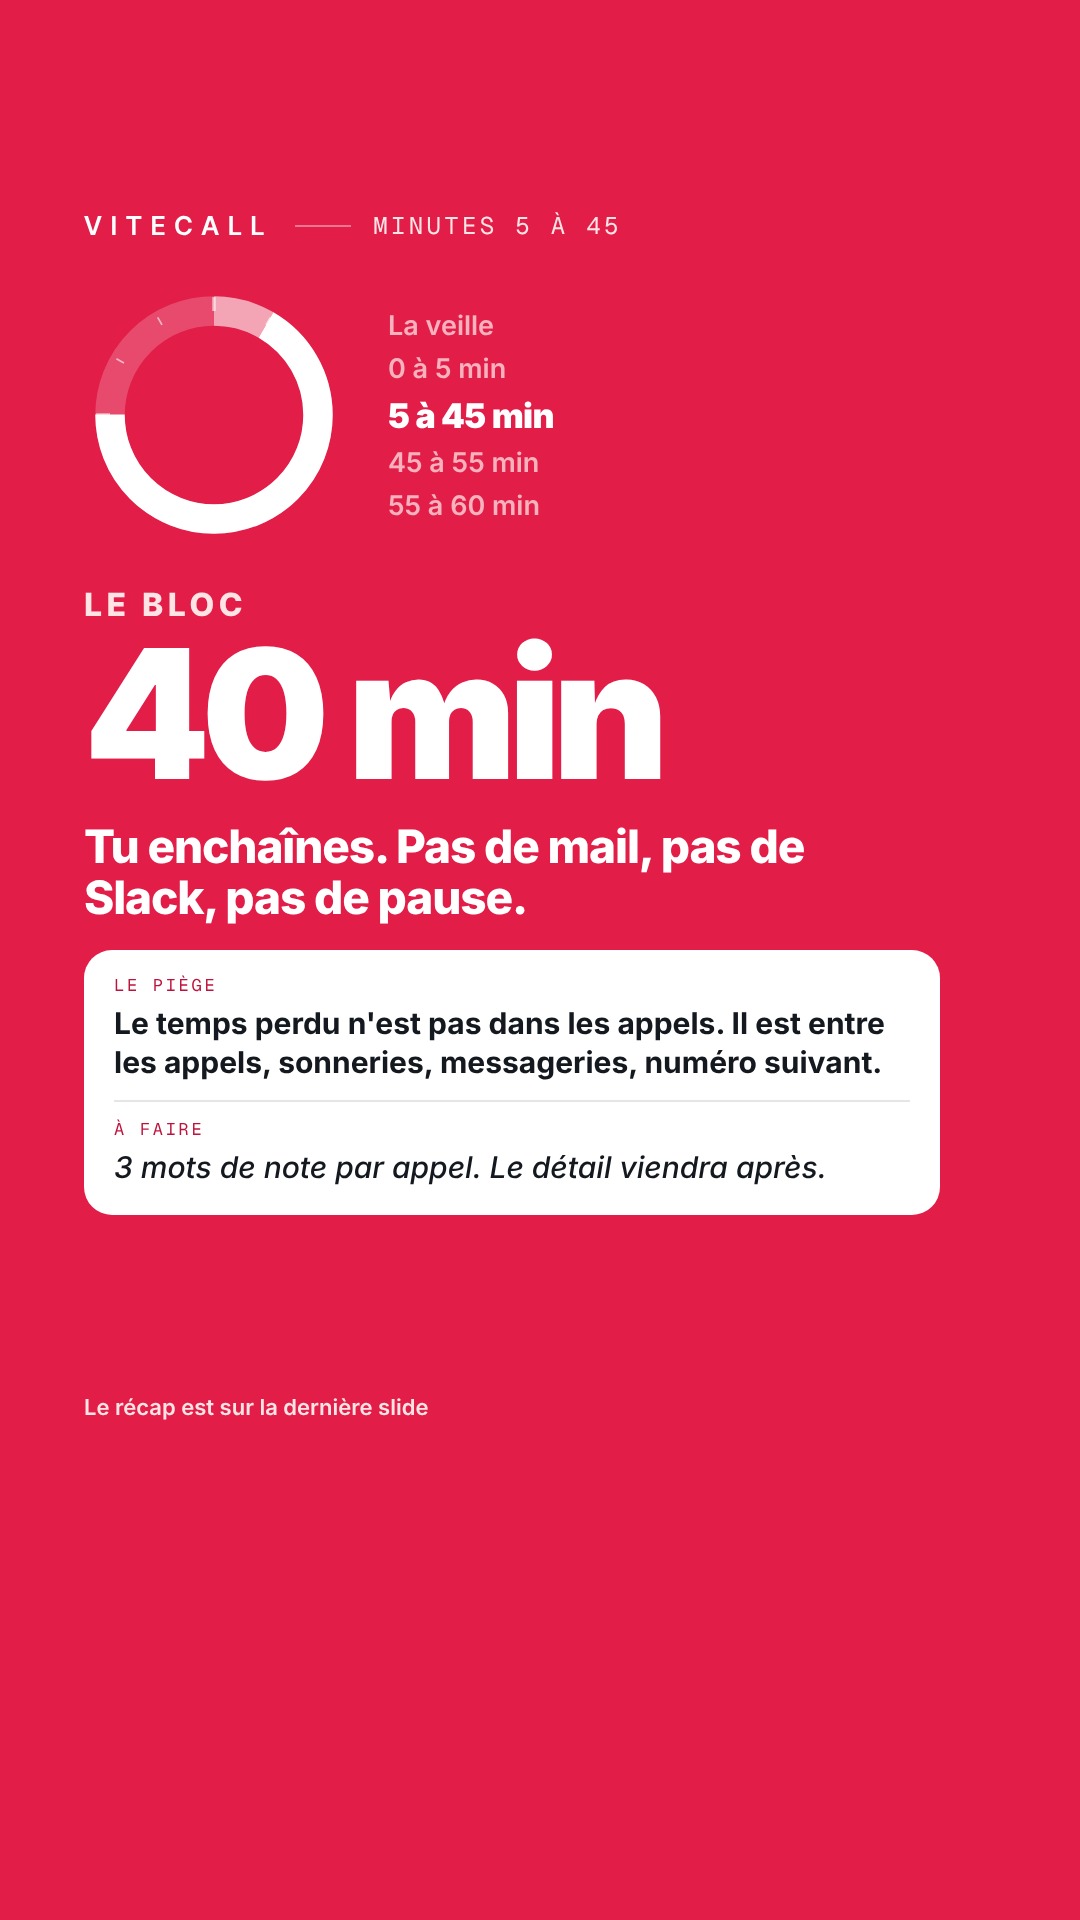 VITECALL — MINUTES 5 À 45
La veille
0 à 5 min
5 à 45 min
45 à 55 min
55 à 60 min
LE BLOC
40 min
Tu enchaînes. Pas de mail, pas de
Slack, pas de pause.
LE PIÈGE
Le temps perdu n'est pas dans les appels. Il est entre
les appels, sonneries, messageries, numéro suivant.
À FAIRE
3 mots de note par appel. Le détail viendra après.
Le récap est sur la dernière slide